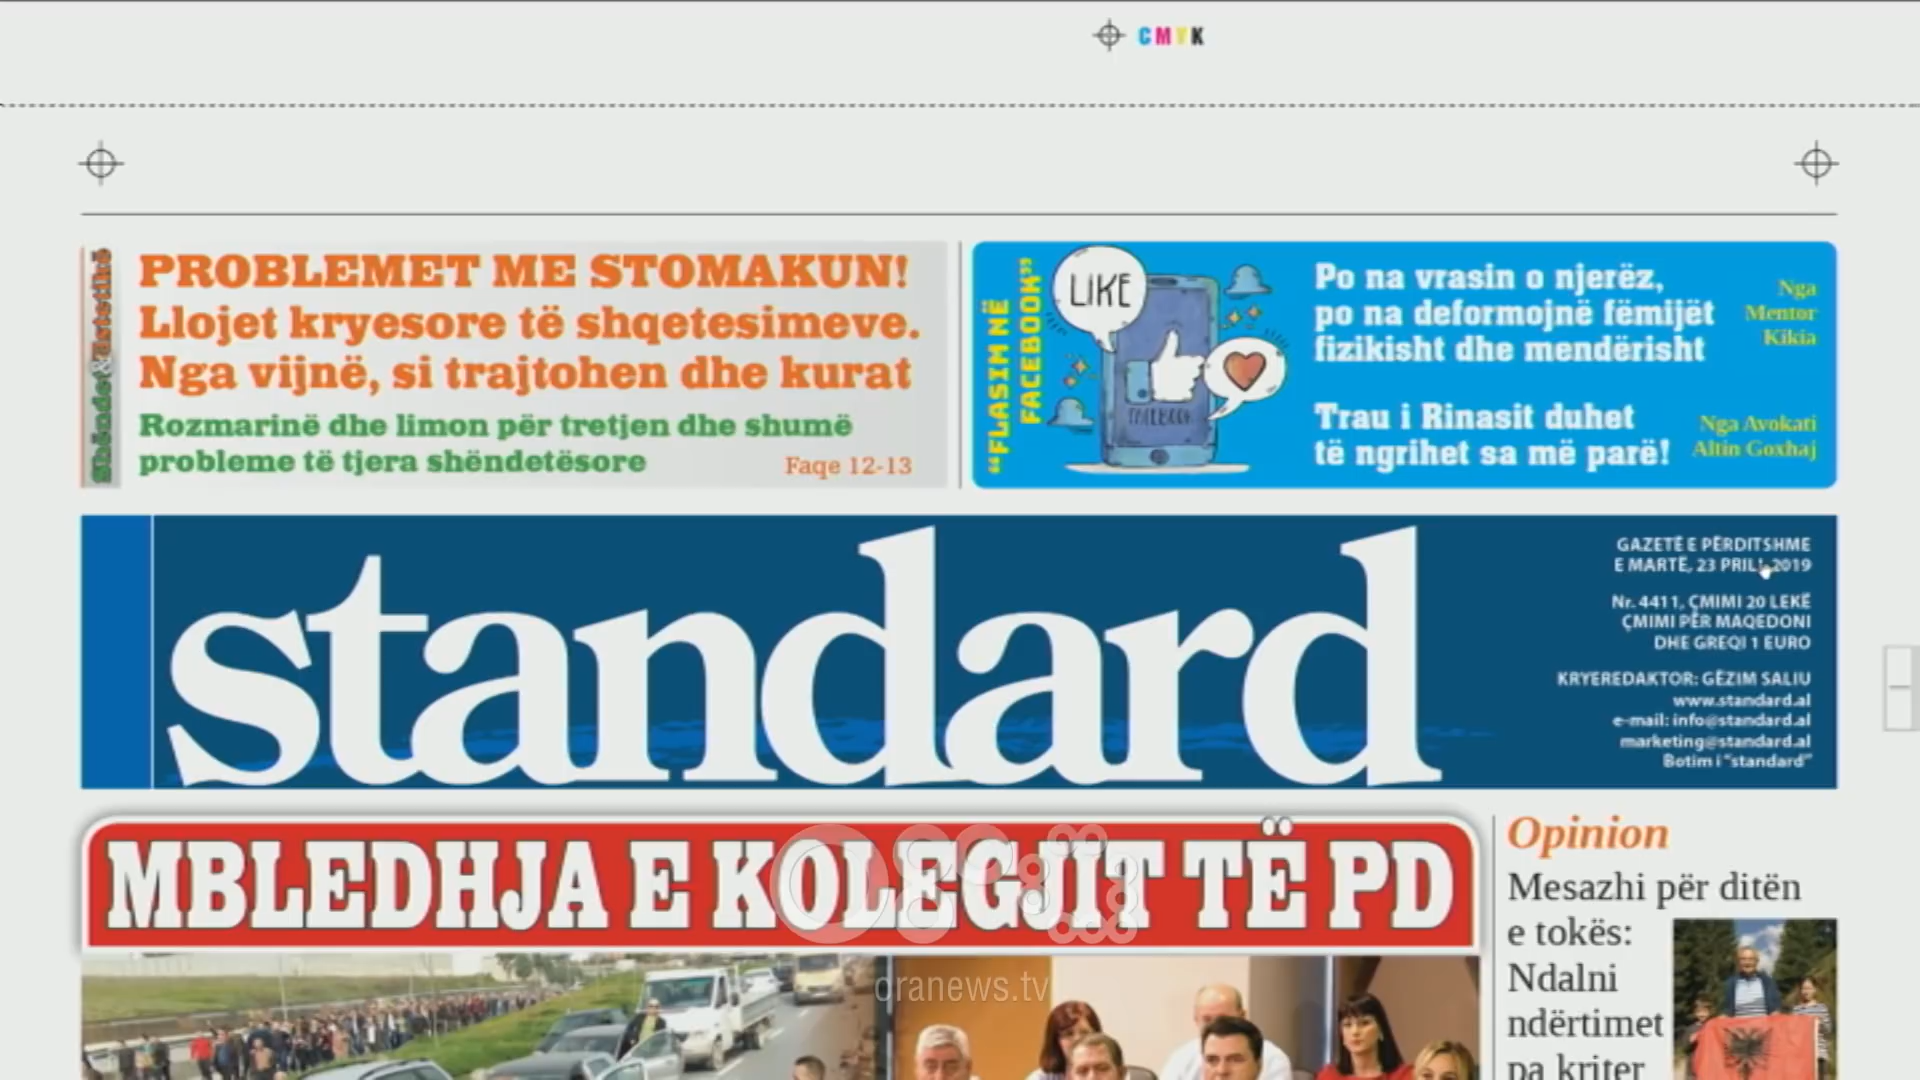 CMYK
Shëndet&Estetikë
PROBLEMET ME STOMAKUN!
Llojet kryesore të shqetesimeve.
Nga vijnë, si trajtohen dhe kurat
Rozmarinë dhe limon për tretjen dhe shumë
probleme të tjera shëndetësore
Faqe 12-13
“FLASIM NË
FACEBOOK”
LIKE
FACEBOOK
Po na vrasin o njerëz,
po na deformojnë fëmijët
fizikisht dhe mendërisht
Nga
Mentor
Kikia
Trau i Rinasit duhet
të ngrihet sa më parë!
Nga Avokati
Altin Goxhaj
standard
GAZETË E PËRDITSHME
E MARTË, 23 PRILL 2019
Nr. 4411, ÇMIMI 20 LEKË
ÇMIMI PËR MAQEDONI
DHE GREQI 1 EURO
KRYEREDAKTOR: GËZIM SALIU
www.standard.al
e-mail: info@standard.al
marketing@standard.al
Botim i “standard”
MBLEDHJA E KOLEGJIT TË PD
oranews.tv
Opinion
Mesazhi për ditën
e tokës:
Ndalni
ndërtimet
pa kriter